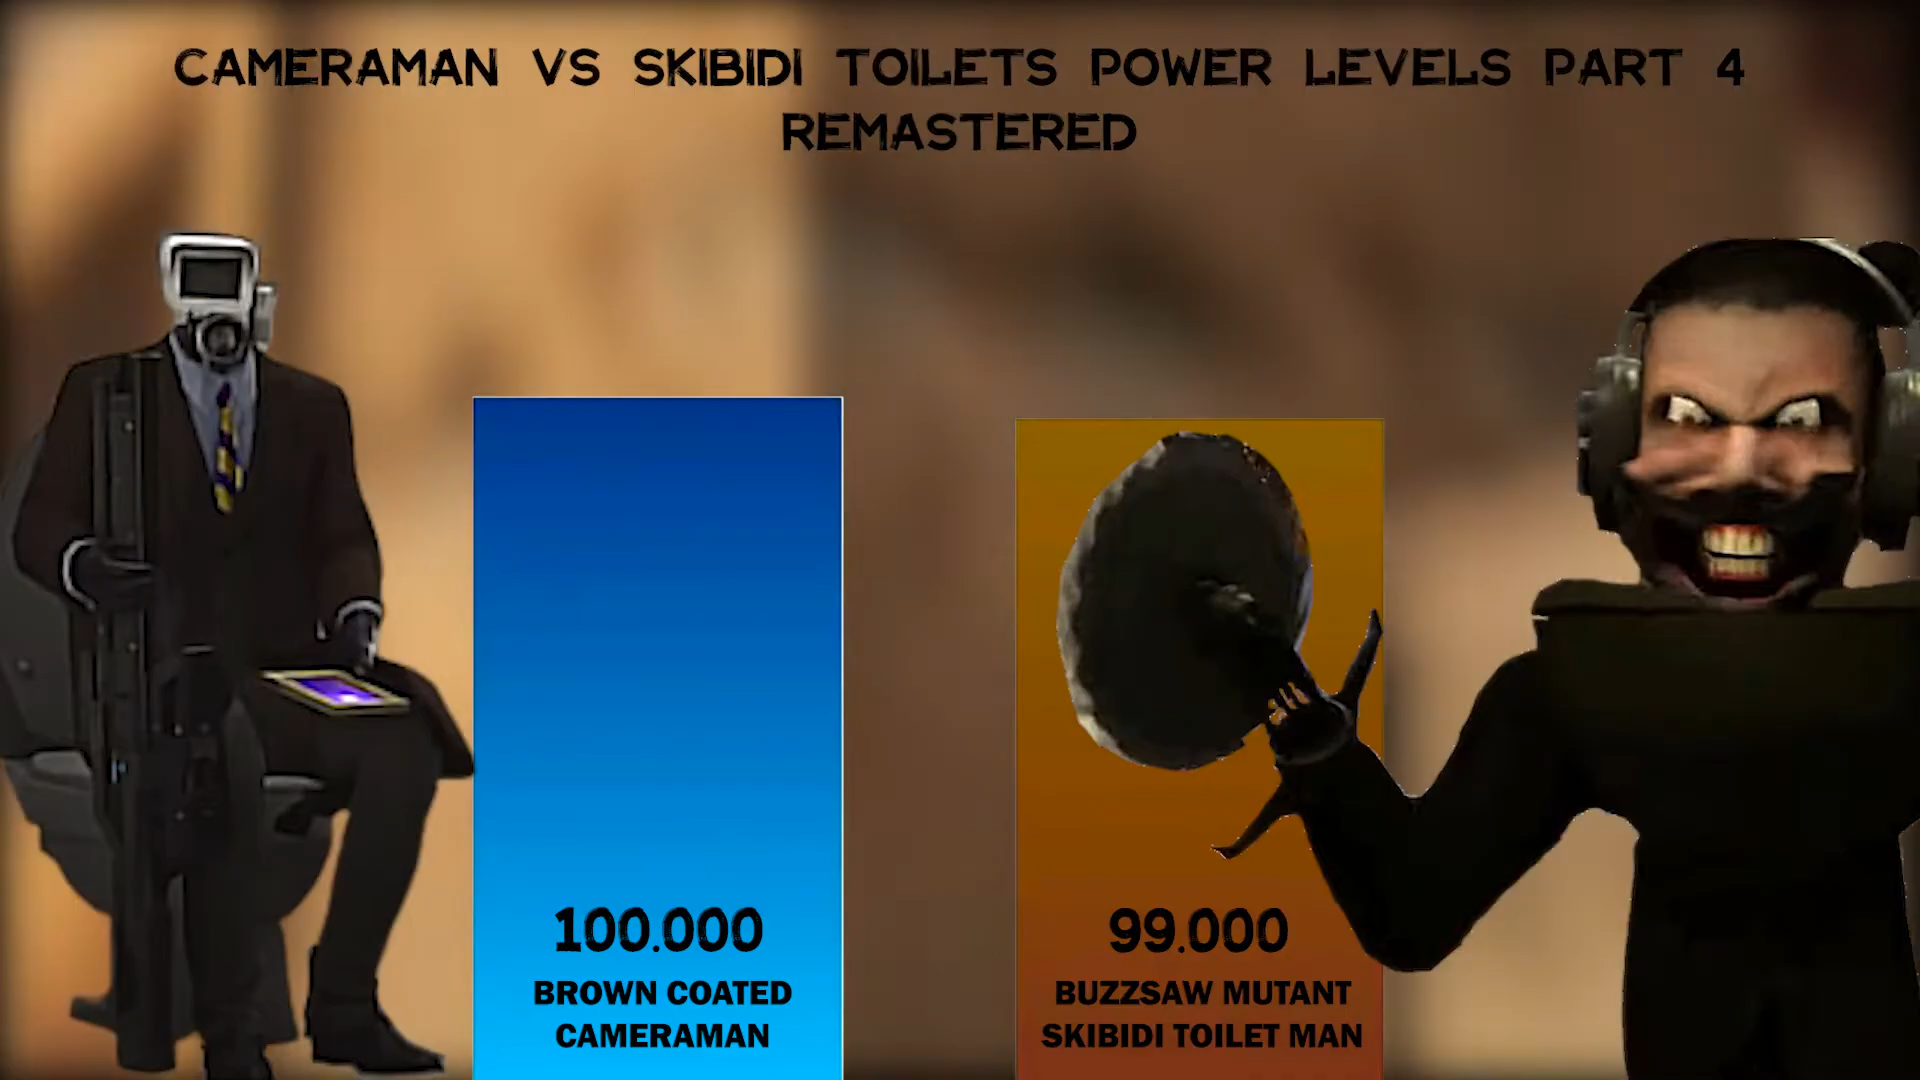 CAMERAMAN VS SKIBIDI TOILETS POWER LEVELS PART 4
REMASTERED
100.000
BROWN COATED
CAMERAMAN
99.000
BUZZSAW MUTANT
SKIBIDI TOILET MAN